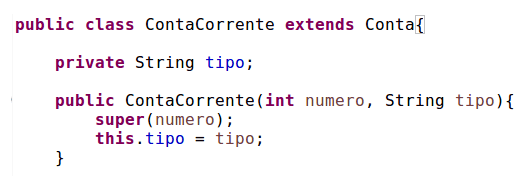 public class ContaCorrente extends Conta{
private String tipo;
public ContaCorrente(int numero, String tipo){
super(numero);
this.tipo = tipo;
}